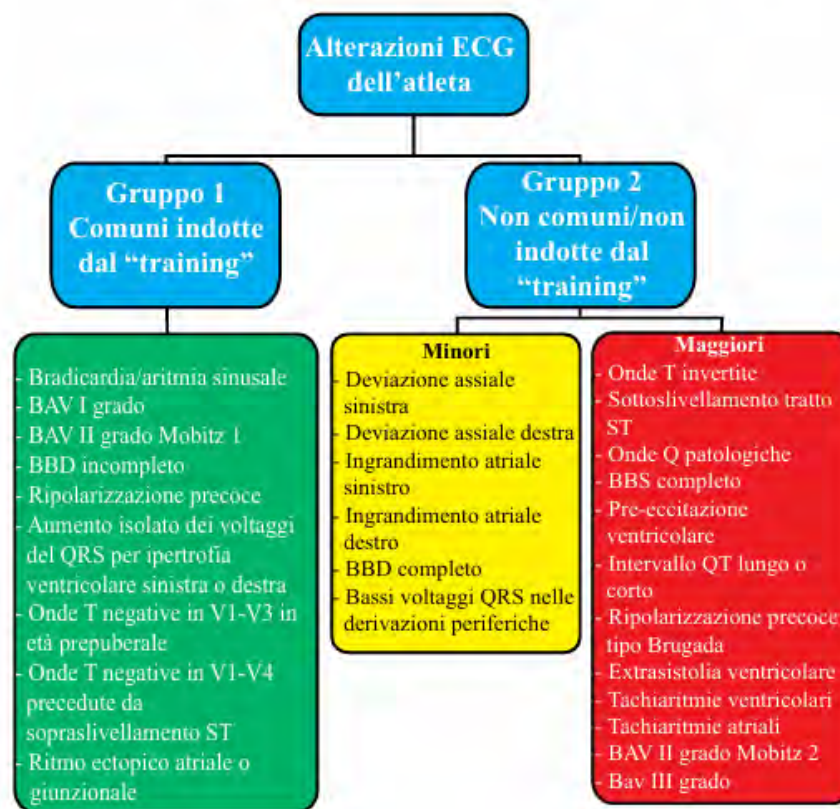 Alterazioni ECG
dell'atleta
Gruppo 1
Comuni indotte
dal “training”
Gruppo 2
Non comuni/non
indotte dal
“training”
- Bradicardia/aritmia sinusale
- BAV I grado
- BAV II grado Mobitz 1
- BBD incompleto
- Ripolarizzazione precoce
- Aumento isolato dei voltaggi
del QRS per ipertrofia
ventricolare sinistra o destra
- Onde T negative in V1-V3 in
età prepuberale
- Onde T negative in V1-V4
precedute da
sopraslivellamento ST
- Ritmo ectopico atriale o
giunzionale
Minori
- Deviazione assiale
sinistra
- Deviazione assiale destra
- Ingrandimento atriale
sinistro
- Ingrandimento atriale
destro
- BBD completo
- Bassi voltaggi QRS nelle
derivazioni periferiche
Maggiori
- Onde T invertite
- Sottoslivellamento tratto
ST
- Onde Q patologiche
- BBS completo
- Pre-eccitazione
ventricolare
- Intervallo QT lungo o
corto
- Ripolarizzazione precoce
tipo Brugada
- Extrasistolia ventricolare
- Tachiaritmie ventricolari
- Tachiaritmie atriali
- BAV II grado Mobitz 2
- Bav III grado